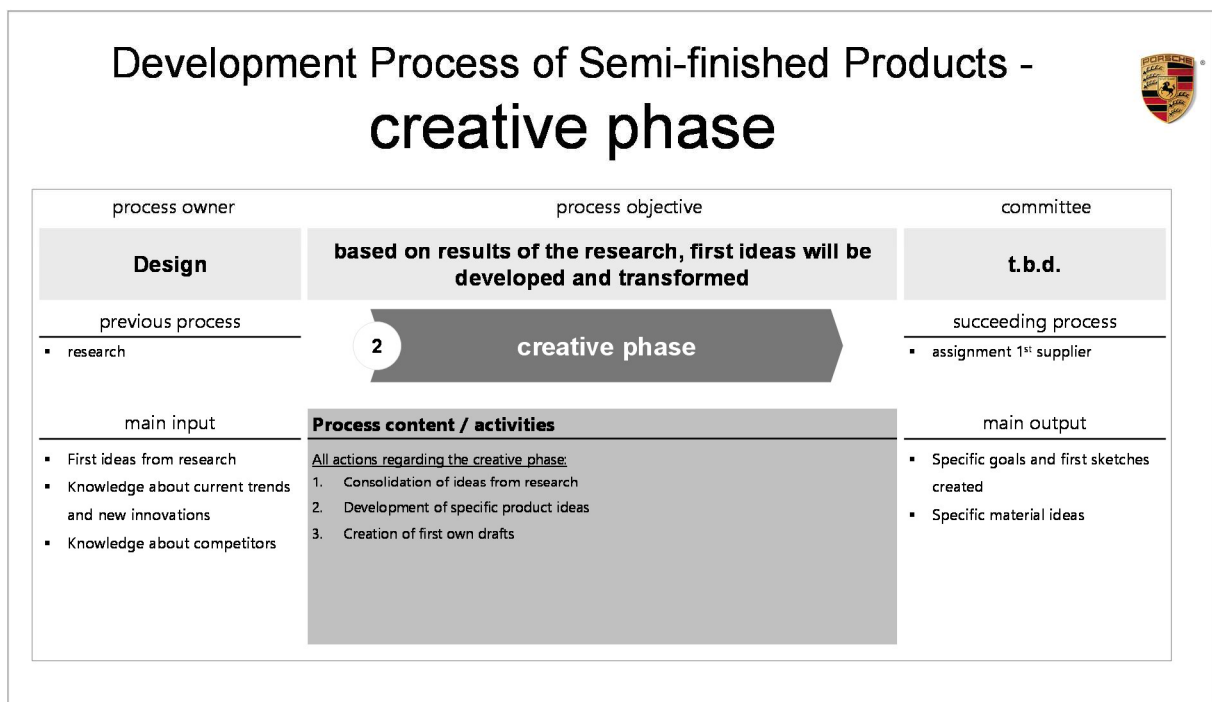 Development Process of Semi-finished Products -
creative phase
PORSCHE
®
process owner
process objective
committee
Design
based on results of the research, first ideas will be
developed and transformed
t.b.d.
previous process
▪ research
2
creative phase
succeeding process
▪ assignment 1st supplier
main input
▪ First ideas from research
▪ Knowledge about current trends
and new innovations
▪ Knowledge about competitors
Process content / activities
All actions regarding the creative phase:
1. Consolidation of ideas from research
2. Development of specific product ideas
3. Creation of first own drafts
main output
▪ Specific goals and first sketches
created
▪ Specific material ideas